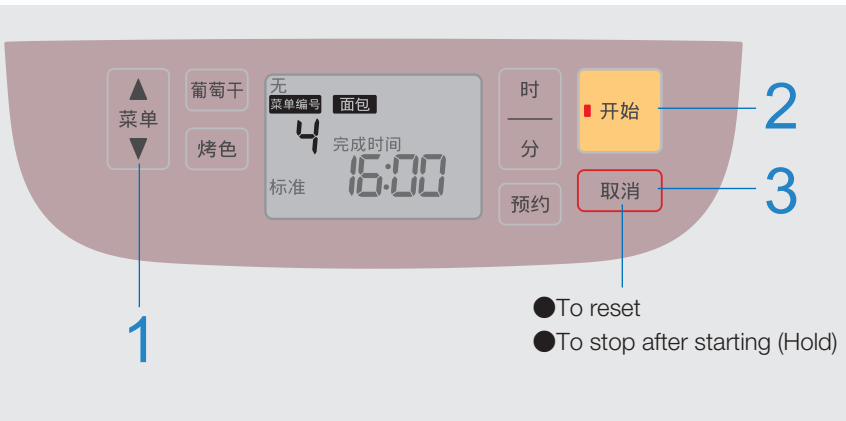 ▲
菜单
▼
葡萄干
烤色
无
菜单编号 面包
4
完成时间
16:00
标准
时
分
预约
开始
取消
1
2
3
●To reset
●To stop after starting (Hold)